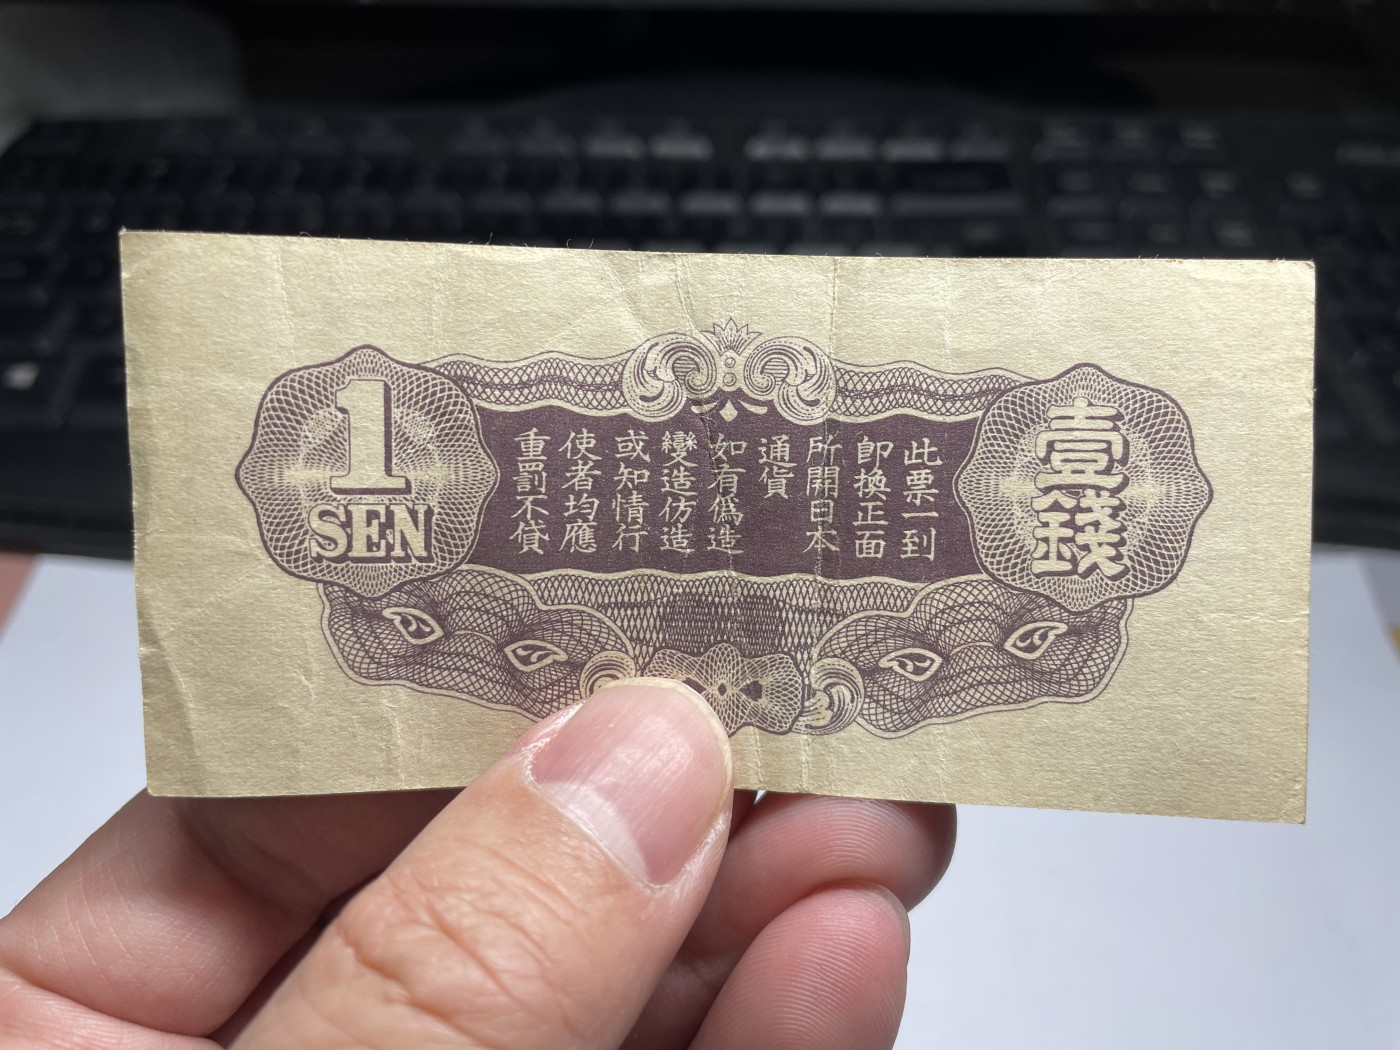 1
SEN
此票一到
即換正面
所開日本
通貨
如有偽造
變造仿造
或知情行
使者均應
重罰不貸
壹
錢